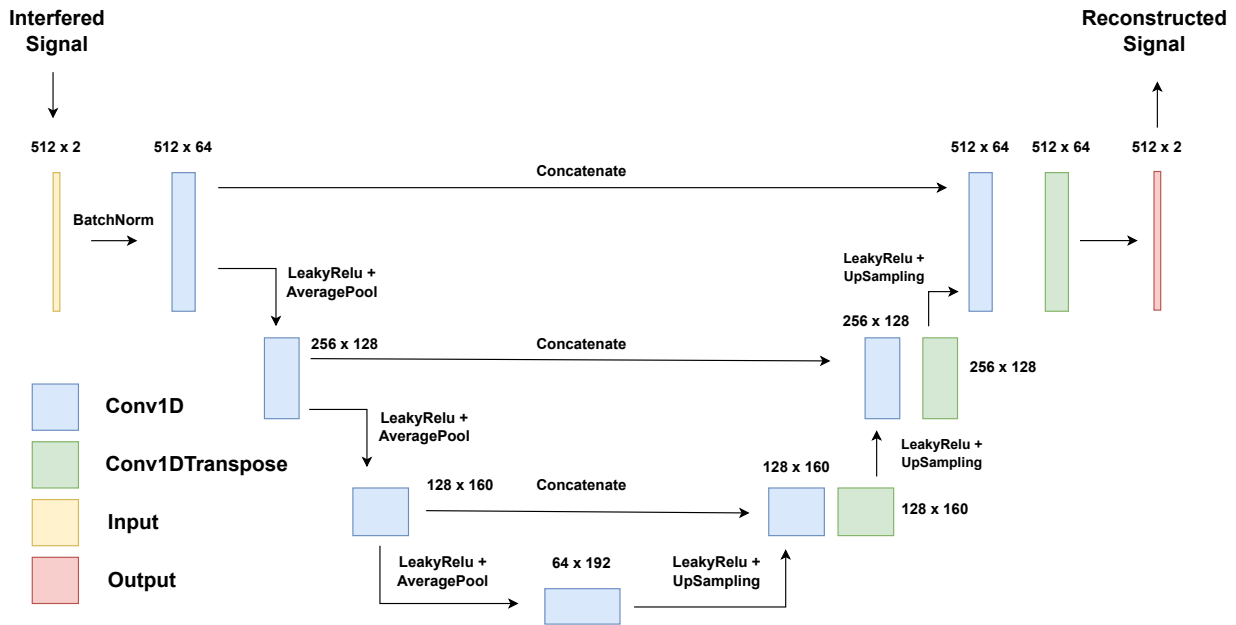 Interfered
Signal
Reconstructed
Signal
512 x 2
512 x 64
512 x 64
512 x 64
512 x 2
Concatenate
BatchNorm
LeakyRelu +
AveragePool
LeakyRelu +
UpSampling
256 x 128
Concatenate
256 x 128
256 x 128
Conv1D
LeakyRelu +
AveragePool
LeakyRelu +
UpSampling
Conv1DTranspose
128 x 160
Concatenate
128 x 160
128 x 160
Input
LeakyRelu +
AveragePool
64 x 192
LeakyRelu +
UpSampling
Output